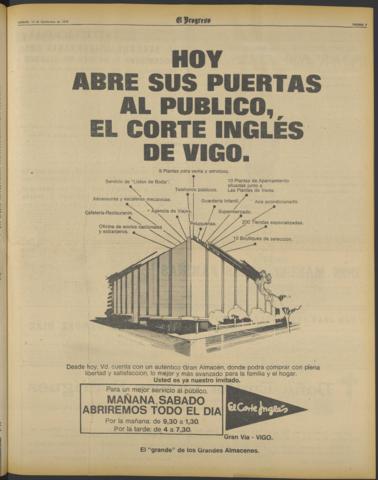 El Progreso
HOY
ABRE SUS PUERTAS
AL PUBLICO,
EL CORTE INGLÉS
DE VIGO.
8 Plantas para venta y servicios.
Servicio de "Listas de Boda".
10 Plantas de Aparcamiento
situadas junto a
Las Plantas de Venta.
Teléfonos públicos.
Ascensores y escaleras mecánicas.
Guardería Infantil.
Aire acondicionado.
Cafetería-Restaurante.
Agencia de Viajes.
Supermercado.
Peluquerías.
200 Tiendas especializadas.
Oficina de envíos nacionales
y extranjeros.
10 Boutiques de selección.
Desde hoy, Vd. cuenta con un auténtico Gran Almacén, donde podrá comprar con plena
libertad y satisfacción, lo mejor y más avanzado para la familia y el hogar.
Usted es ya nuestro invitado.
Para un mejor servicio al público.
MAÑANA, SABADO
ABRIREMOS TODO EL DIA
Por la mañana: de 9,30 a 1,30.
Por la tarde: de 4 a 7,30.
El Corte Inglés
Gran Vía - VIGO.
El "grande" de los Grandes Almacenes.